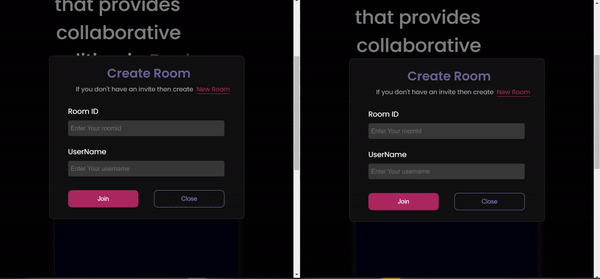 that provides
collaborative
Create Room
If you don't have an invite then create New Room
Room ID
Enter Your roomid
UserName
Enter Your username
Join Close
that provides
collaborative
Create Room
If you don't have an invite then create New Room
Room ID
Enter Your roomId
UserName
Enter Your username
Join Close